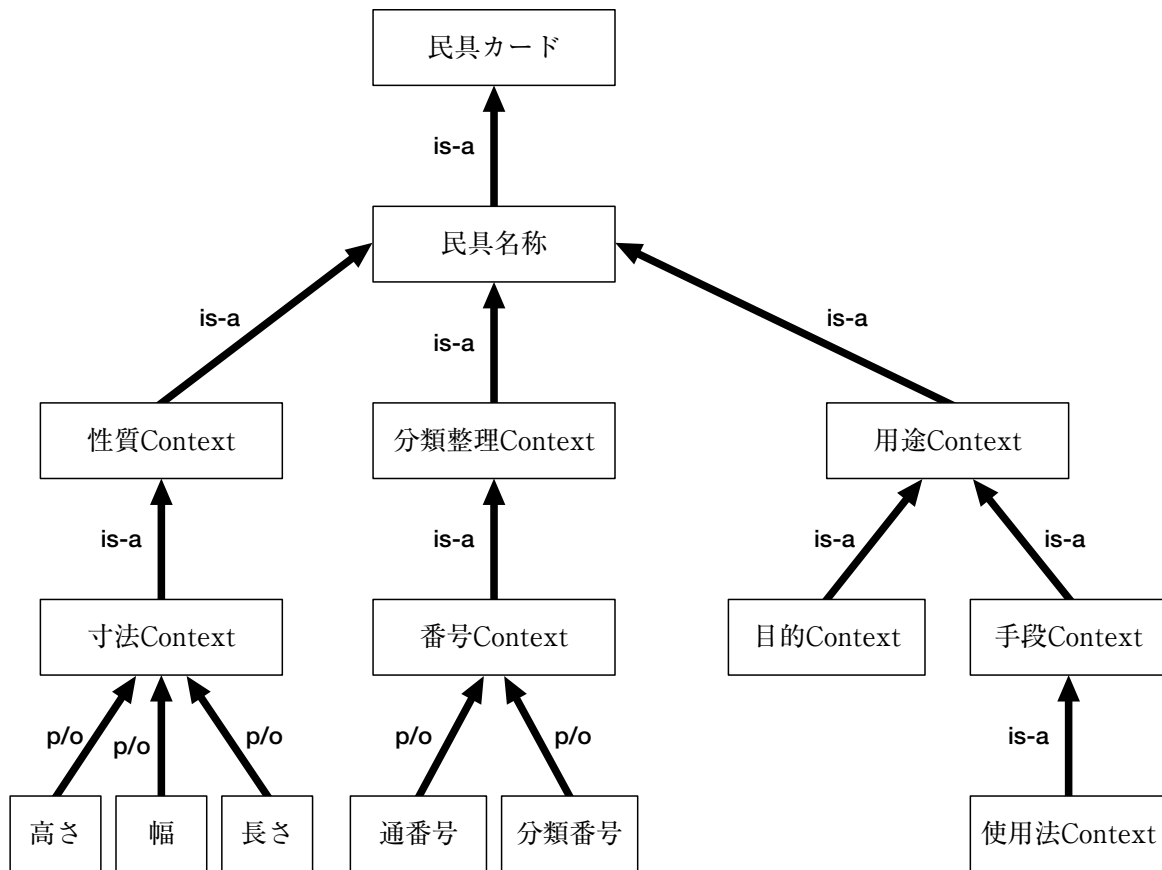 民具カード
is-a
民具名称
is-a
is-a
is-a
性質Context
分類整理Context
用途Context
is-a
is-a
is-a
is-a
寸法Context
番号Context
目的Context
手段Context
p/o
p/o
p/o
p/o
p/o
is-a
高さ
幅
長さ
通番号
分類番号
使用法Context